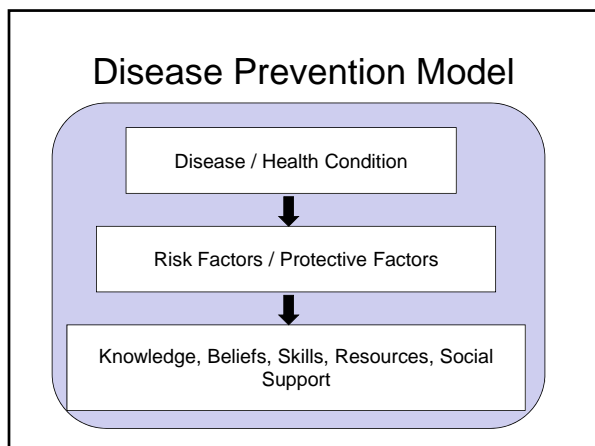 Disease Prevention Model
Disease / Health Condition
Risk Factors / Protective Factors
Knowledge, Beliefs, Skills, Resources, Social
Support